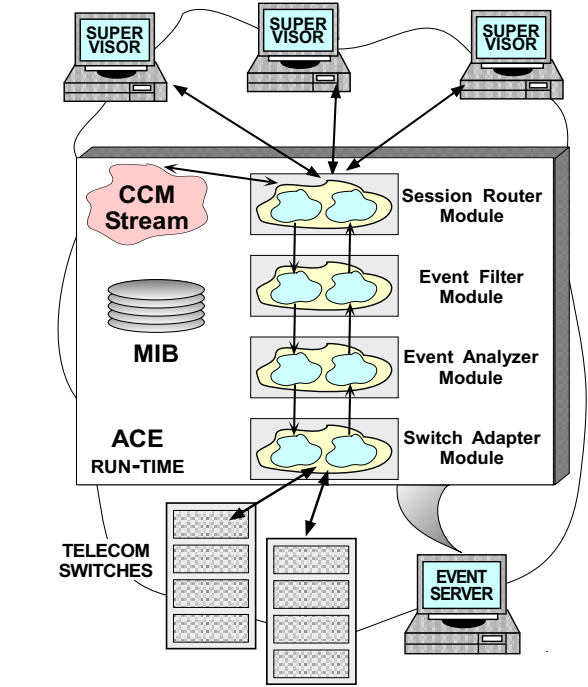 SUPER
VISOR
SUPER
VISOR
SUPER
VISOR
CCM
Stream
Session Router
Module
Event Filter
Module
MIB
Event Analyzer
Module
ACE
RUN-TIME
Switch Adapter
Module
TELECOM
SWITCHES
EVENT
SERVER